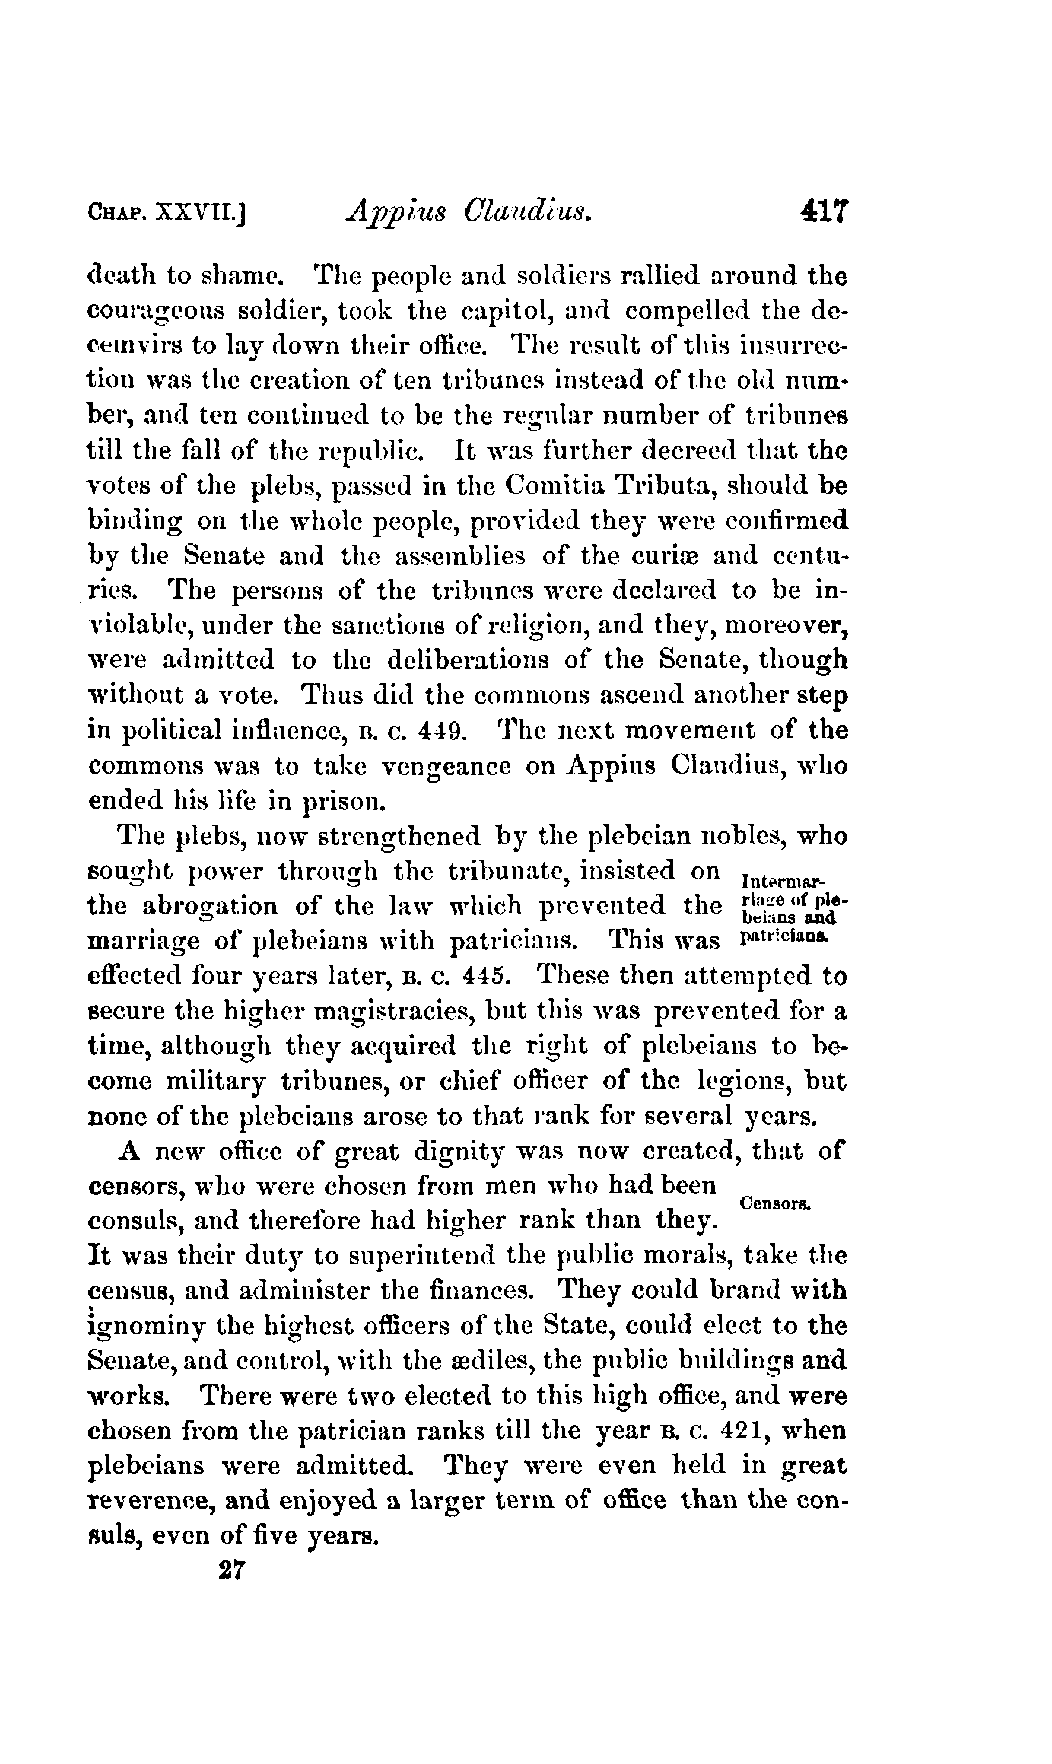 CHAP. XXVII.] Appius Claudius. 417
death to shame. The people and soldiers rallied around the
courageous soldier, took the capitol, and compelled the de-
cemvirs to lay down their office. The result of this insurrec-
tion was the creation of ten tribunes instead of the old num-
ber, and ten continued to be the regular number of tribunes
till the fall of the republic. It was further decreed that the
votes of the plebs, passed in the Comitia Tributa, should be
binding on the whole people, provided they were confirmed
by the Senate and the assemblies of the curiæ and centu-
ries. The persons of the tribunes were declared to be in-
violable, under the sanctions of religion, and they, moreover,
were admitted to the deliberations of the Senate, though
without a vote. Thus did the commons ascend another step
in political influence, B. C. 449. The next movement of the
commons was to take vengeance on Appius Claudius, who
ended his life in prison.
The plebs, now strengthened by the plebeian nobles, who
sought power through the tribunate, insisted on
the abrogation of the law which prevented the
marriage of plebeians with patricians. This was
Intermar-
riage of ple-
beians and
patricians.
effected four years later, B. C. 445. These then attempted to
secure the higher magistracies, but this was prevented for a
time, although they acquired the right of plebeians to be-
come military tribunes, or chief officer of the legions, but
none of the plebeians arose to that rank for several years.
A new office of great dignity was now created, that of
censors, who were chosen from men who had been
Censors.
consuls, and therefore had higher rank than they.
It was their duty to superintend the public morals, take the
census, and administer the finances. They could brand with
ignominy the highest officers of the State, could elect to the
Senate, and control, with the ædiles, the public buildings and
works. There were two elected to this high office, and were
chosen from the patrician ranks till the year B. C. 421, when
plebeians were admitted. They were even held in great
reverence, and enjoyed a larger term of office than the con-
suls, even of five years.
27